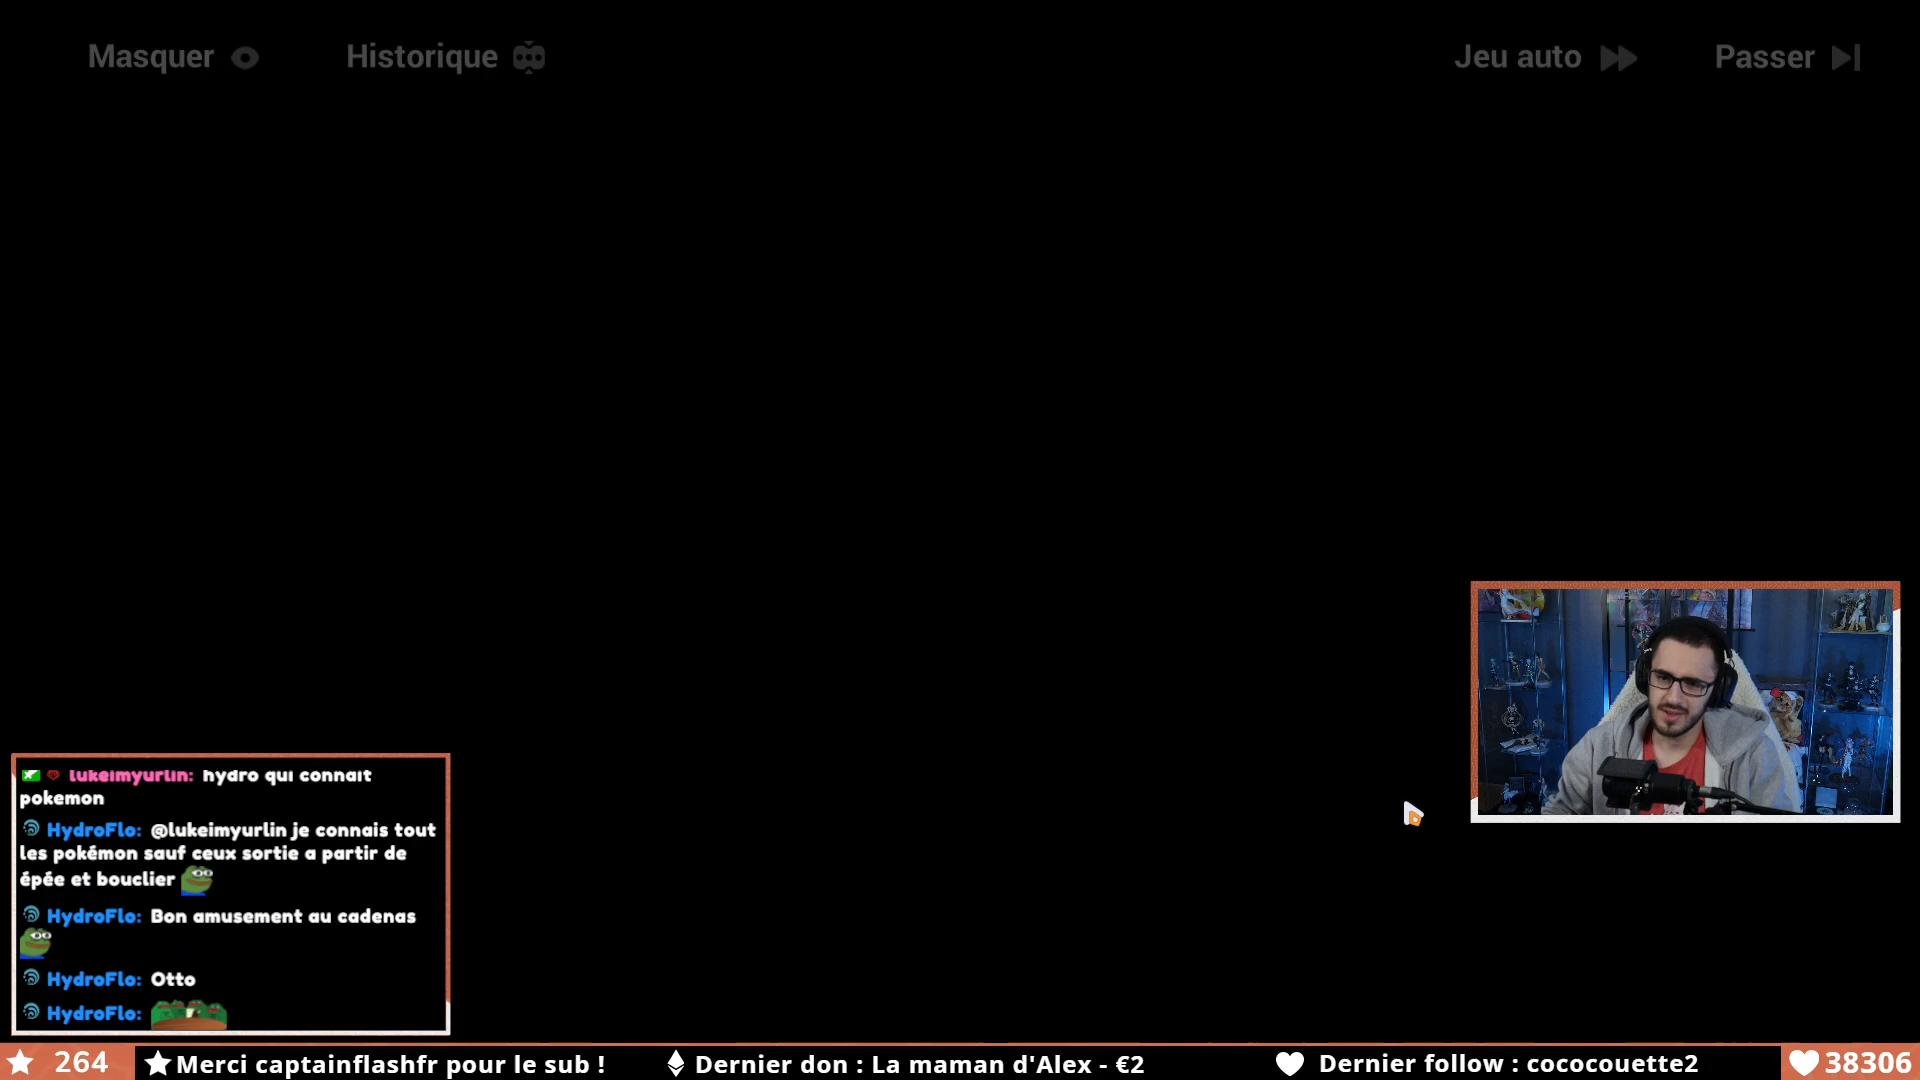 Masquer
Historique
Jeu auto
Passer
lukeimyurlin: hydro qui connait
pokemon
HydroFlo: @lukeimyurlin je connais tout
les pokémon sauf ceux sortie a partir de
épée et bouclier
HydroFlo: Bon amusement au cadenas
HydroFlo: Otto
HydroFlo:
264
Merci captainflashfr pour le sub !
Dernier don : La maman d'Alex - €2
Dernier follow : cococouette2
38306